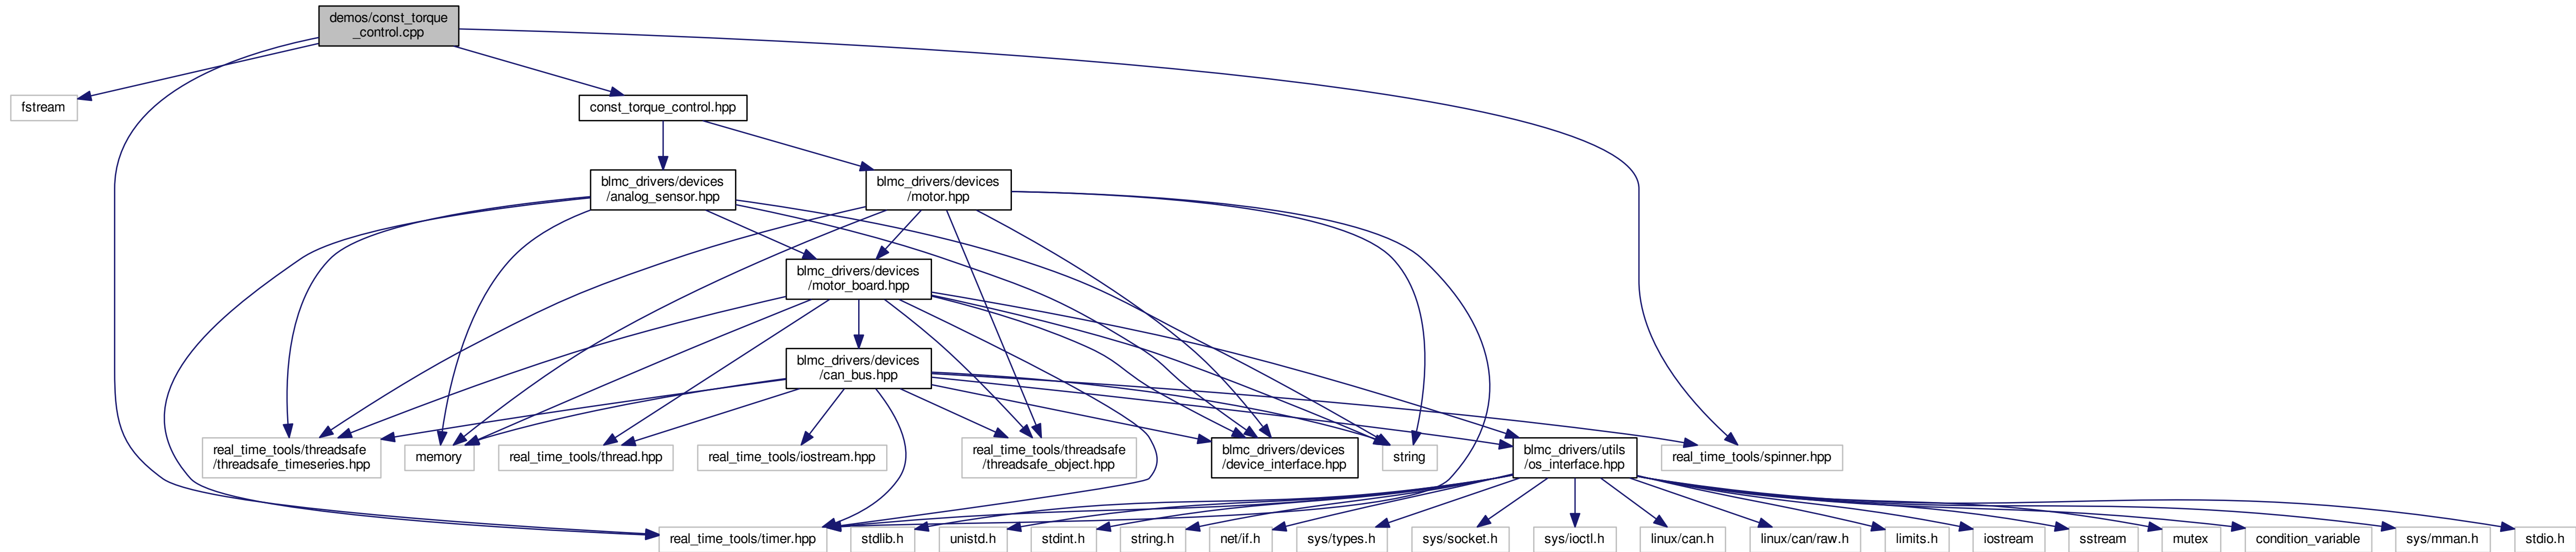 demos/const_torque
_control.cpp
fstream
const_torque_control.hpp
blmc_drivers/devices
/analog_sensor.hpp
blmc_drivers/devices
/motor.hpp
blmc_drivers/devices
/motor_board.hpp
blmc_drivers/devices
/can_bus.hpp
real_time_tools/threadsafe
/threadsafe_timeseries.hpp
memory
real_time_tools/thread.hpp
real_time_tools/iostream.hpp
real_time_tools/threadsafe
/threadsafe_object.hpp
blmc_drivers/devices
/device_interface.hpp
string
blmc_drivers/utils
/os_interface.hpp
real_time_tools/spinner.hpp
real_time_tools/timer.hpp
stdlib.h
unistd.h
stdint.h
string.h
net/if.h
sys/types.h
sys/socket.h
sys/ioctl.h
linux/can.h
linux/can/raw.h
limits.h
iostream
sstream
mutex
condition_variable
sys/mman.h
stdio.h